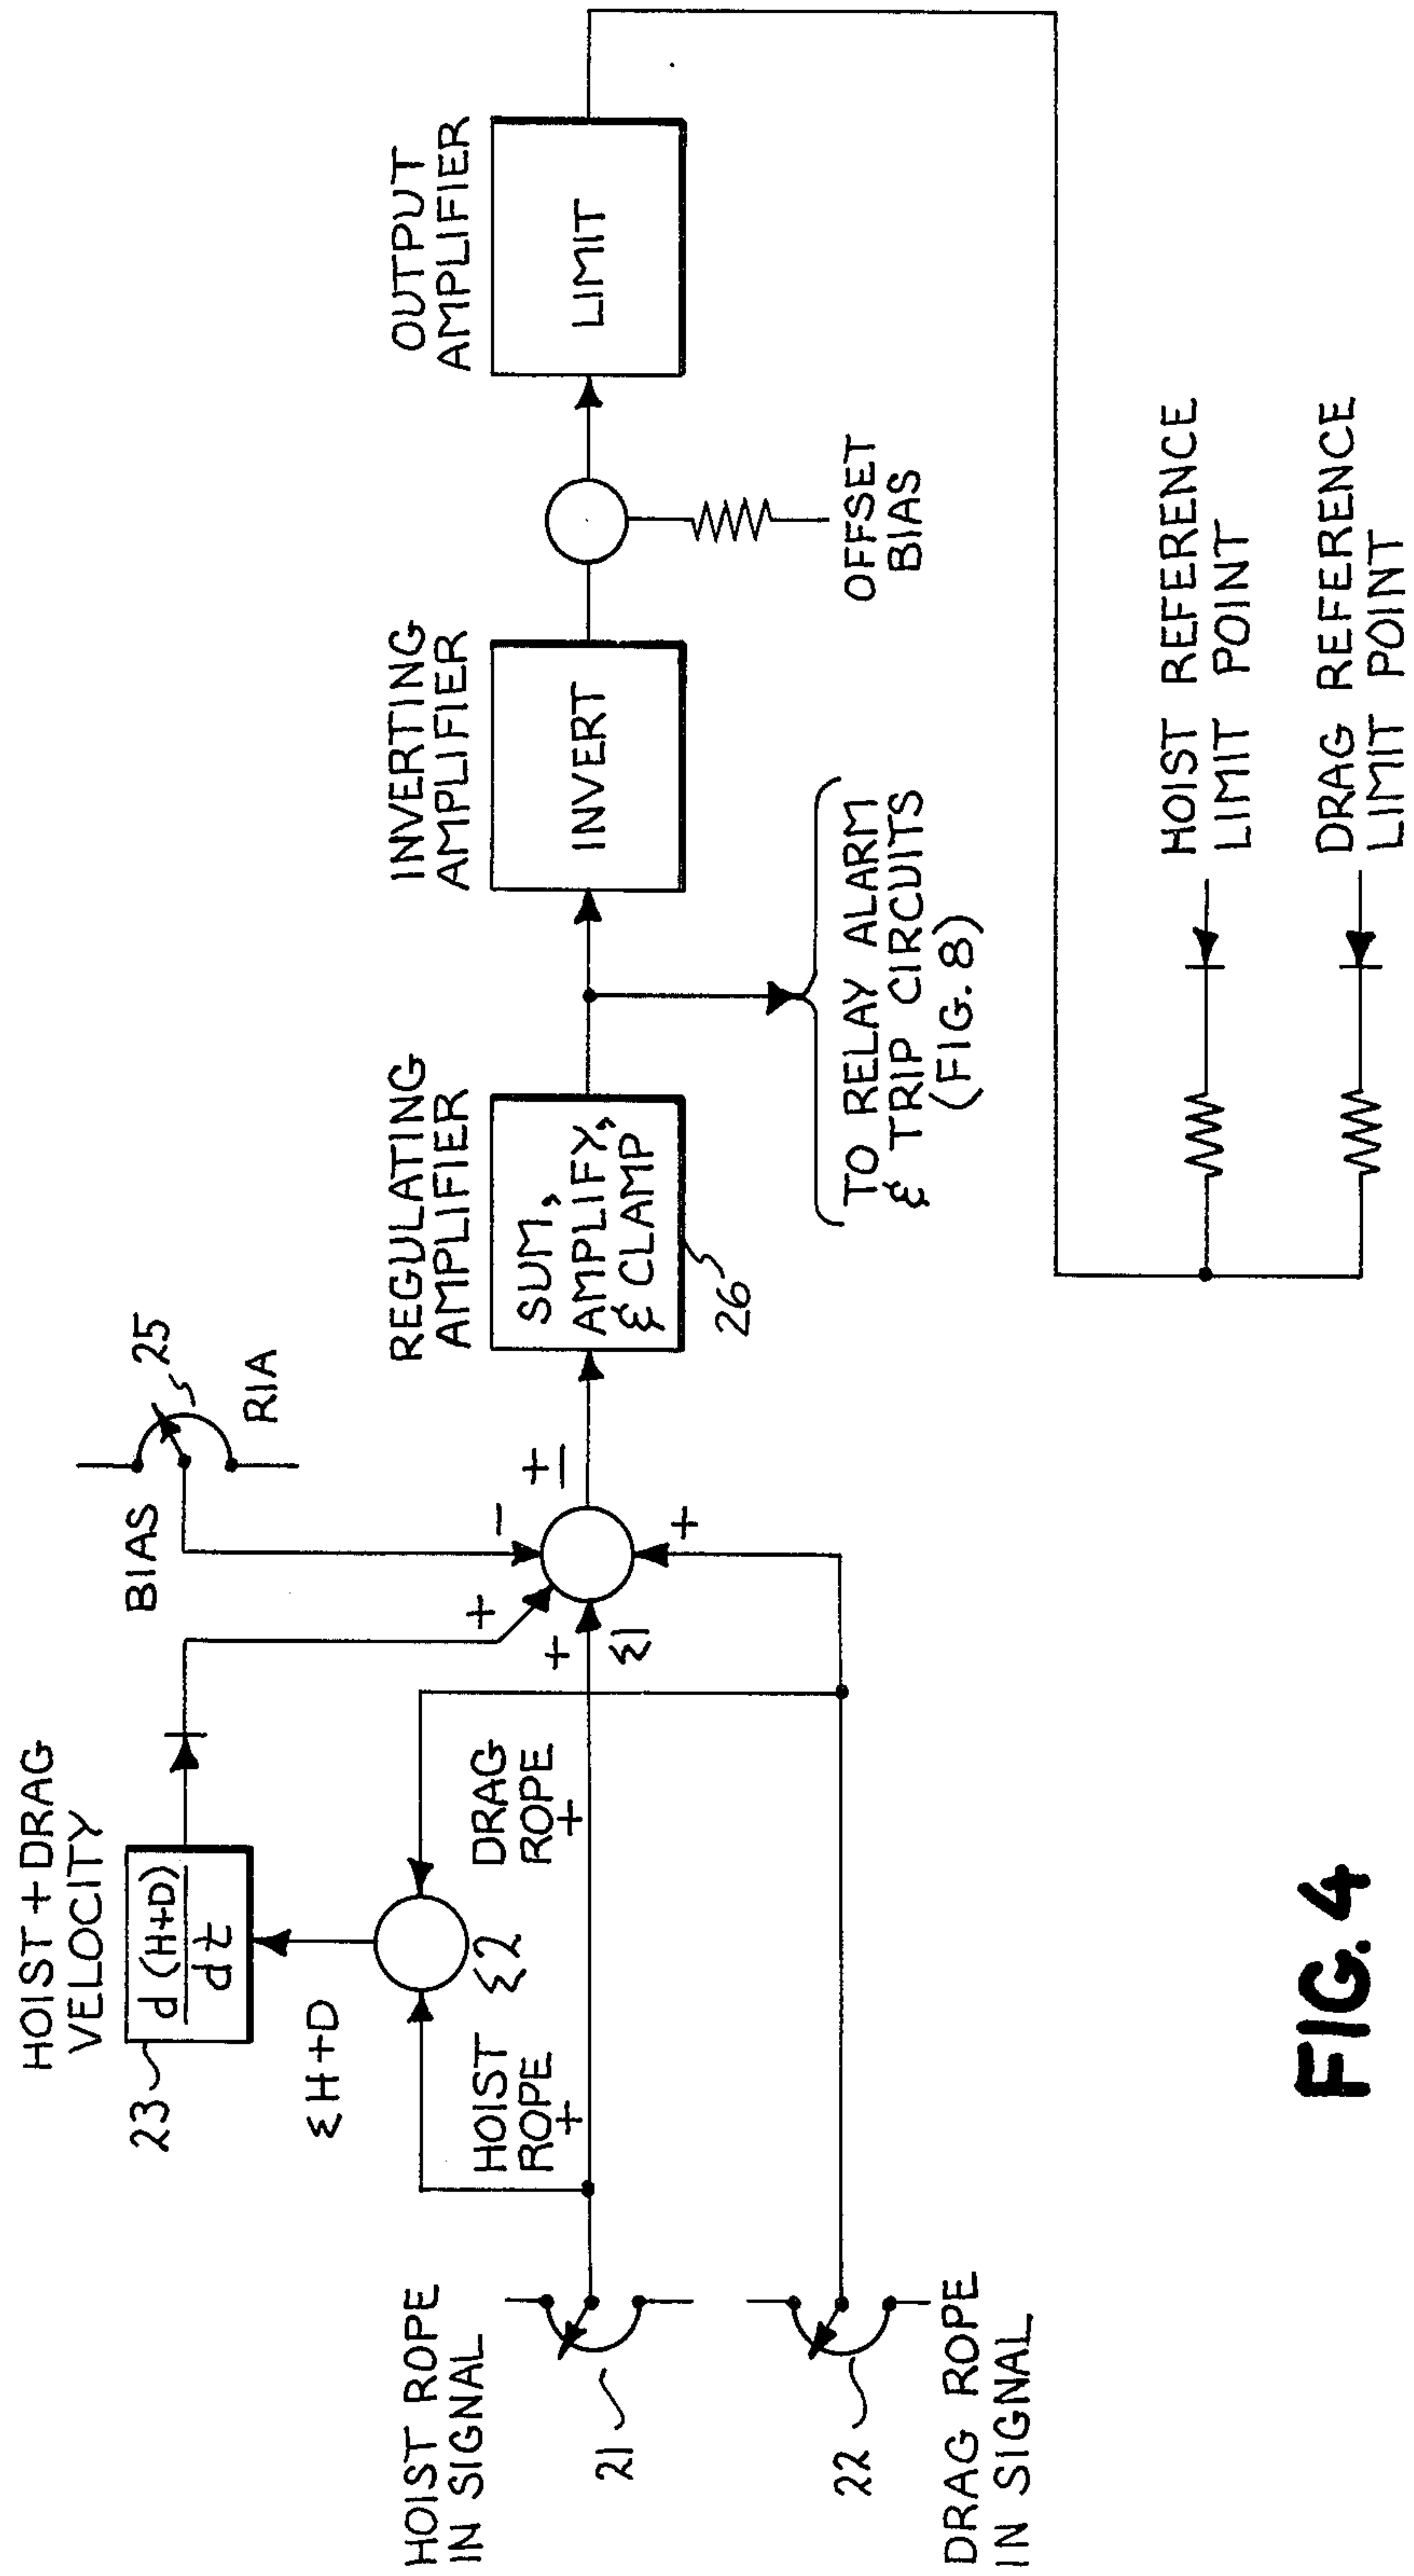 HOIST + DRAG
VELOCITY
d (H+D)
dt
23
Σ H+D
Σ2
HOIST
ROPE
+
DRAG
ROPE
+
HOIST ROPE
IN SIGNAL
21
22
DRAG ROPE
IN SIGNAL
BIAS
25
R1A
−
+
+
Σ1
+
±
REGULATING
AMPLIFIER
SUM,
AMPLIFY,
& CLAMP
26
TO RELAY ALARM
& TRIP CIRCUITS
(FIG. 8)
INVERTING
AMPLIFIER
INVERT
OFFSET
BIAS
OUTPUT
AMPLIFIER
LIMIT
HOIST REFERENCE
LIMIT POINT
DRAG REFERENCE
LIMIT POINT
FIG. 4